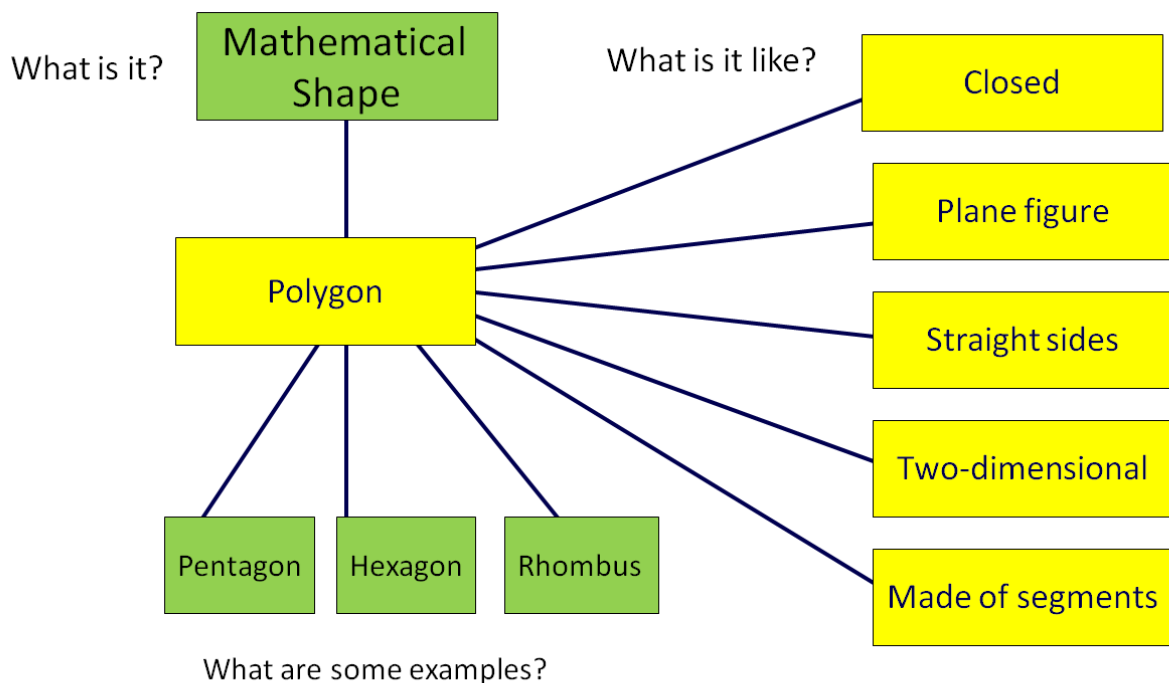 What is it?
Mathematical
Shape
What is it like?
Closed
Plane figure
Polygon
Straight sides
Two-dimensional
Pentagon
Hexagon
Rhombus
Made of segments
What are some examples?